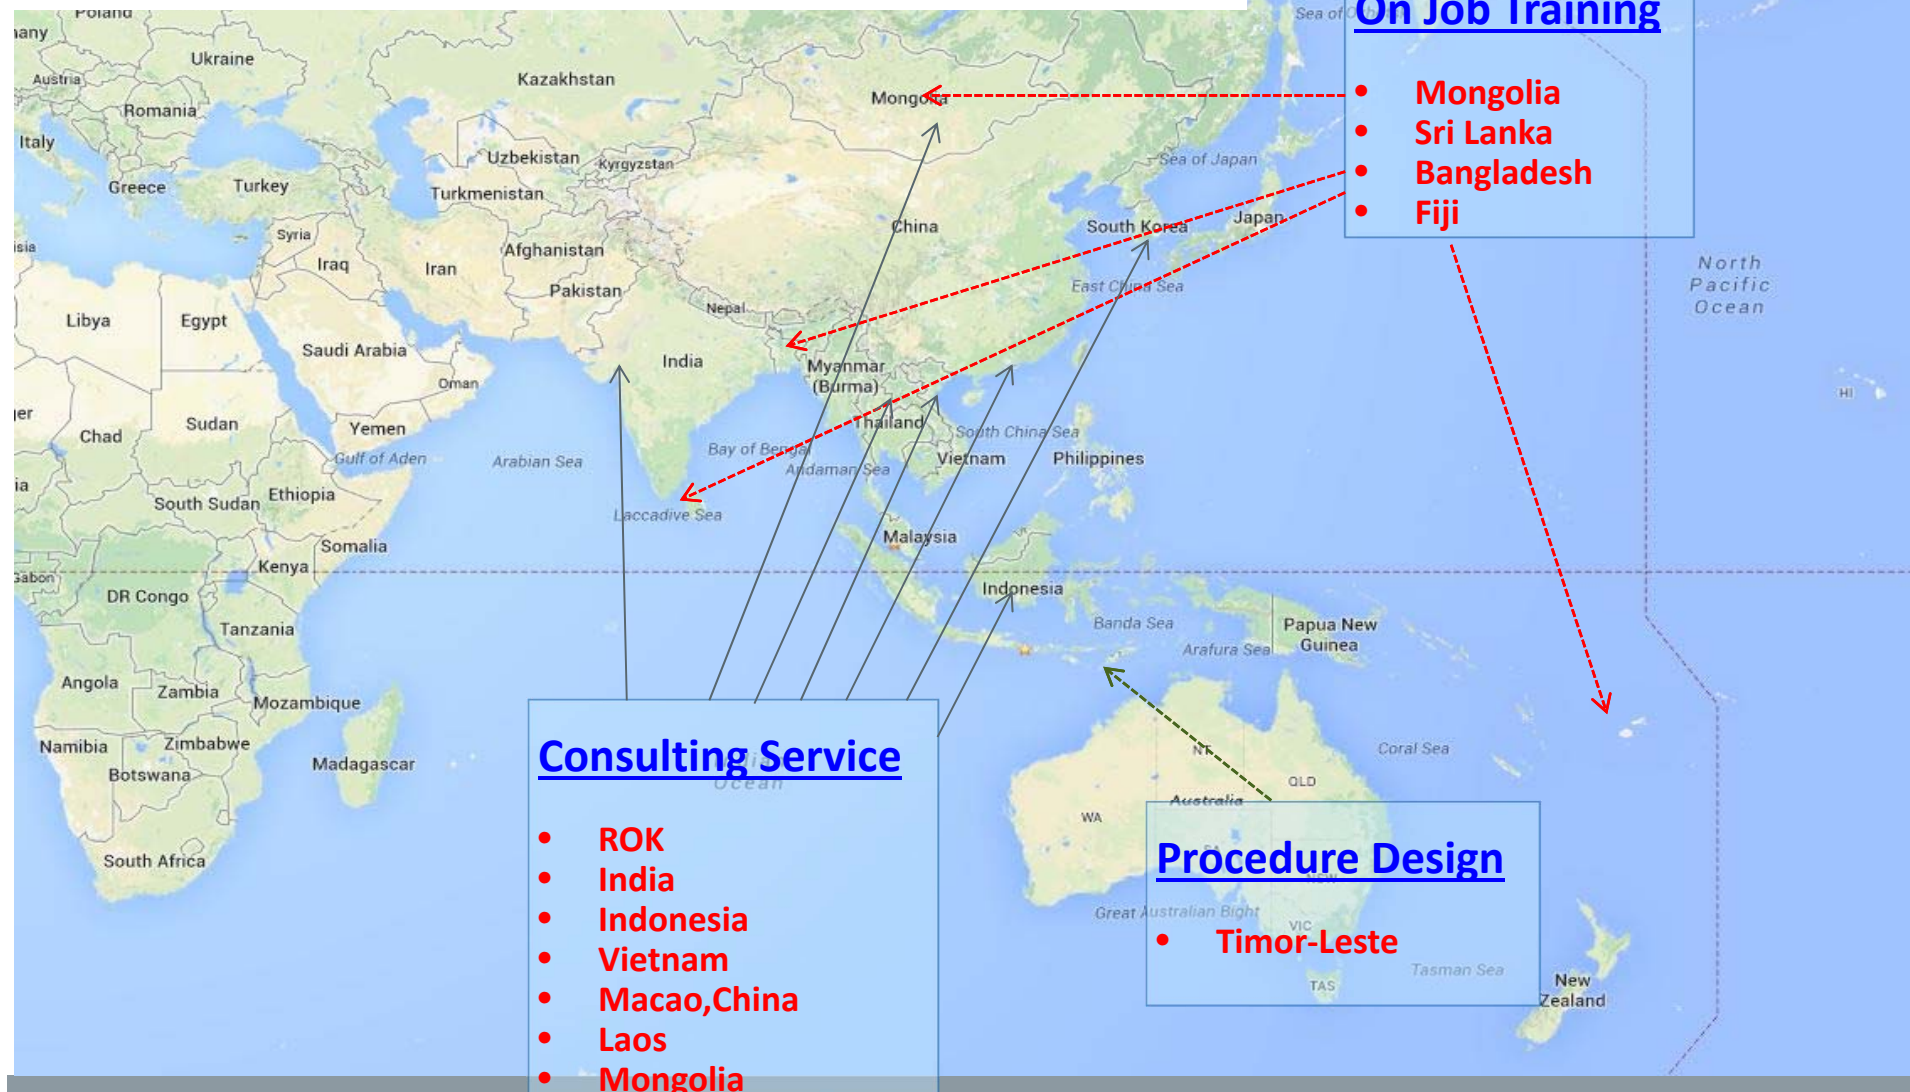 Poland
Sea of
On Job Training
Ukraine
Austria
Kazakhstan
Romania
Mongolia
• Mongolia
• Sri Lanka
• Bangladesh
• Fiji
Italy
Uzbekistan
Kyrgyzstan
Sea of Japan
Greece
Turkey
Turkmenistan
China
South Korea
Japan
Syria
Afghanistan
Iraq
Iran
Pakistan
East China Sea
North
Pacific
Ocean
Nepal
Libya
Egypt
Saudi Arabia
India
Myanmar
(Burma)
Oman
HI
Sudan
Chad
Yemen
Thailand
South China Sea
Gulf of Aden
Arabian Sea
Bay of Bengal
Andaman Sea
Vietnam
Philippines
Ethiopia
South Sudan
Laccadive Sea
Malaysia
Somalia
Kenya
Gabon
DR Congo
Indonesia
Tanzania
Banda Sea
Papua New
Guinea
Arafura Sea
Angola
Zambia
Mozambique
Namibia
Zimbabwe
Botswana
Madagascar
Ocean
Consulting Service
NT
Coral Sea
QLD
Australia
WA
• ROK
• India
• Indonesia
• Vietnam
• Macao,China
• Laos
• Mongolia
South Africa
Procedure Design
NSW
Great Australian Bight
VIC
• Timor-Leste
Tasman Sea
TAS
New
Zealand